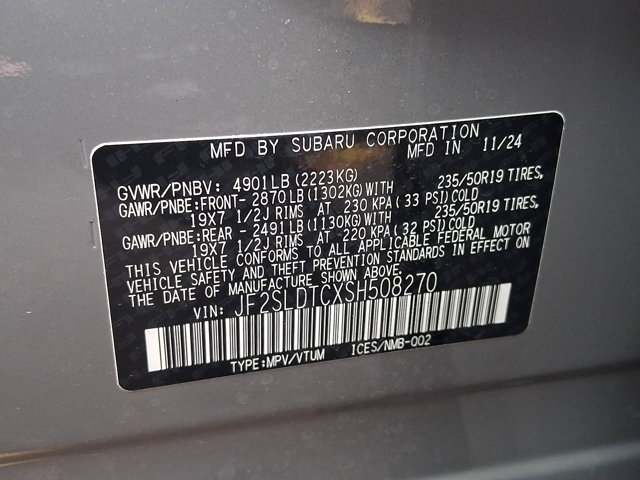 MFD BY SUBARU CORPORATION
MFD IN 11/24
GVWR/PNBV: 4901LB(2223KG)
GAWR/PNBE:FRONT- 2870LB(1302KG)WITH 235/50R19 TIRES,
19X7 1/2J RIMS AT 230 KPA(33 PSI)COLD
GAWR/PNBE:REAR - 2491LB(1130KG)WITH 235/50R19 TIRES,
19X7 1/2J RIMS AT 220 KPA(32 PSI)COLD
THIS VEHICLE CONFORMS TO ALL APPLICABLE FEDERAL MOTOR
VEHICLE SAFETY AND THEFT PREVENTION STANDARDS IN EFFECT ON
THE DATE OF MANUFACTURE SHOWN ABOVE.
VIN: JF2SLDTCXSH508270
TYPE:MPV/VTUM ICES/NMB-002